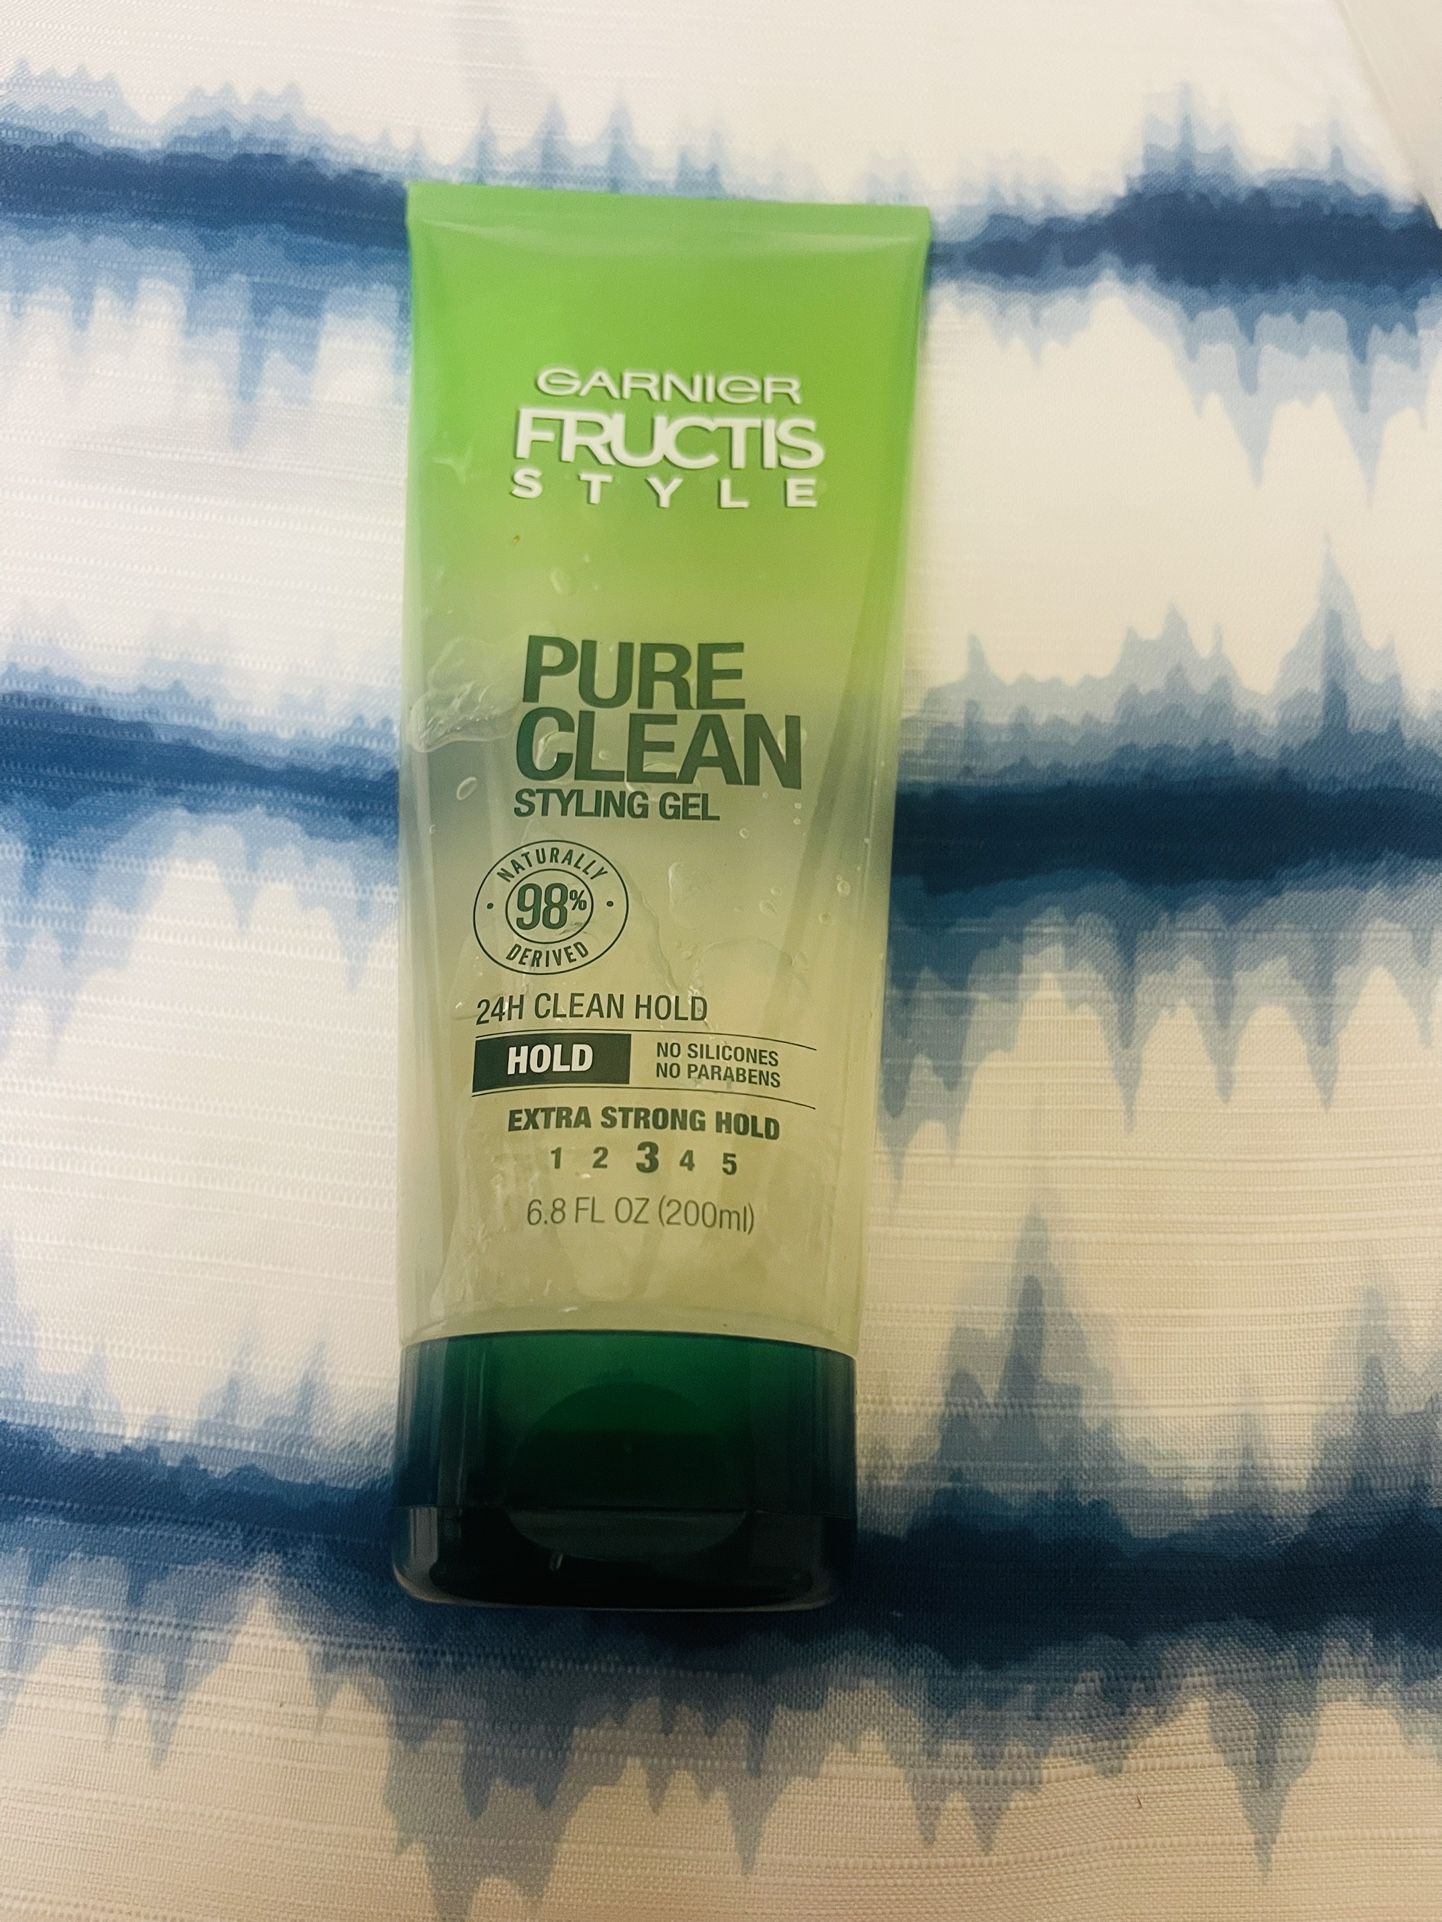 GARNIER
FRUCTIS
STYLE
PURE
CLEAN
STYLING GEL
NATURALLY
98%
DERIVED
24H CLEAN HOLD
HOLD
NO SILICONES
NO PARABENS
EXTRA STRONG HOLD
1 2 3 4 5
6.8 FL OZ (200ml)